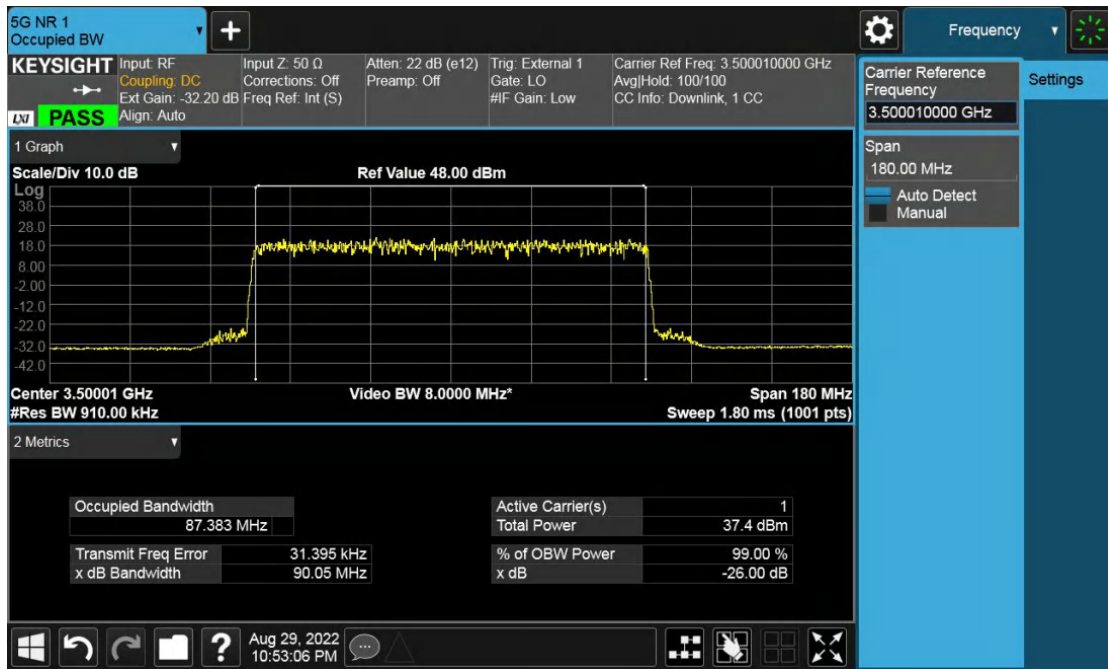 5G NR 1
Occupied BW
+
Frequency
KEYSIGHT
LXI PASS
Input: RF
Coupling: DC
Ext Gain: -32.20 dB
Align: Auto
Input Z: 50 Ω
Corrections: Off
Freq Ref: Int (S)
Atten: 22 dB (e12)
Preamp: Off
Trig: External 1
Gate: LO
#IF Gain: Low
Carrier Ref Freq: 3.500010000 GHz
Avg|Hold: 100/100
CC Info: Downlink, 1 CC
Carrier Reference
Frequency
3.500010000 GHz
Settings
Span
180.00 MHz
Auto Detect
Manual
1 Graph
Scale/Div 10.0 dB
Ref Value 48.00 dBm
Log
38.0
28.0
18.0
8.00
-2.00
-12.0
-22.0
-32.0
-42.0
Center 3.50001 GHz
Video BW 8.0000 MHz*
Span 180 MHz
#Res BW 910.00 kHz
Sweep 1.80 ms (1001 pts)
2 Metrics
Occupied Bandwidth
87.383 MHz
Transmit Freq Error 31.395 kHz
x dB Bandwidth 90.05 MHz
Active Carrier(s) 1
Total Power 37.4 dBm
% of OBW Power 99.00 %
x dB -26.00 dB
?
Aug 29, 2022
10:53:06 PM